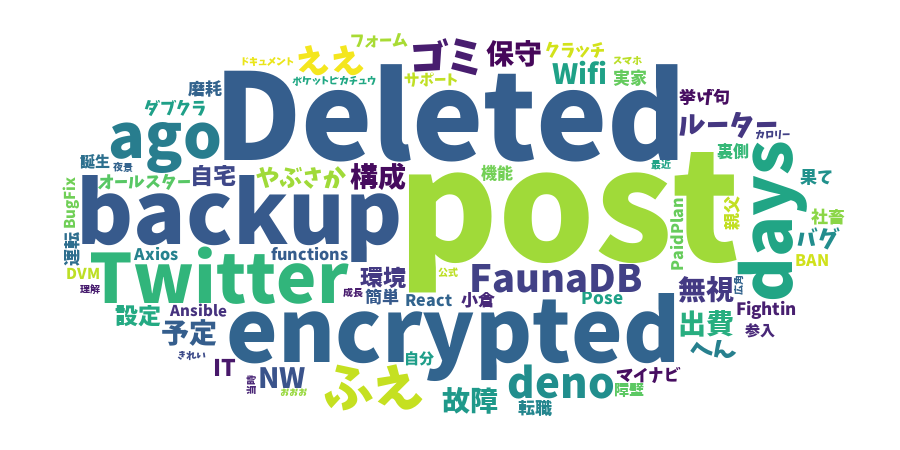 フォーム
ゴミ
保守
クラッチ
ドキュメント
ええ
Wifi
スマホ
実家
ポケットピカチュウ
サポート
磨耗
Deleted
挙げ句
ダブクラ
ago
ルーター
カロリー
誕生
夜景
裏側
最近
オールスター
自宅
やぶさか
構成
機能
days
果て
BugFix
backup
post
PaidPlan
親父
社畜
運転
バグ
Axios
functions
BAN
DVM
Twitter
環境
公式
FaunaDB
無視
広角
理解
成長
簡単
React
小倉
Pose
設定
Ansible
encrypted
出費
Fightin
参入
予定
へん
きれい
自分
IT
NW
ふえ
deno
マイナビ
障壁
おおお
故障
転職